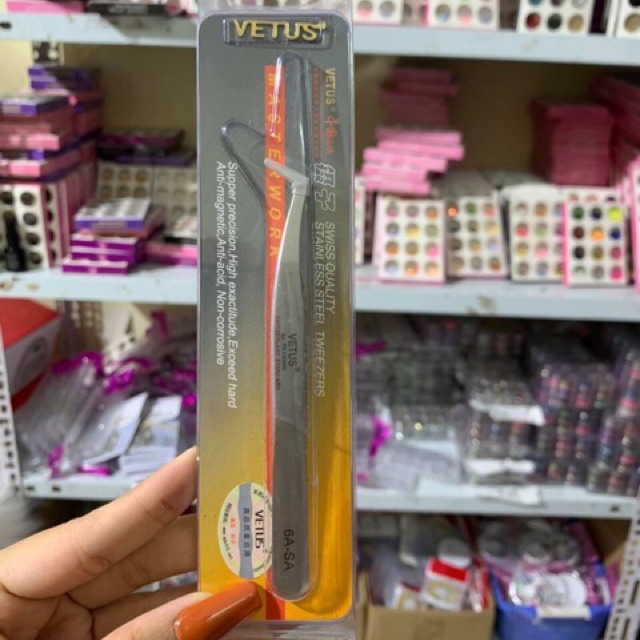 VETUS®
VETUS®
MASTERWORK
SWISS QUALITY
STAINLESS STEEL TWEEZERS
Supper precision,High exactitude,Exceed hard
Anti-magnetic,Anti-acid, Non-corrosive
VETUS®
6A-SA
VETUS